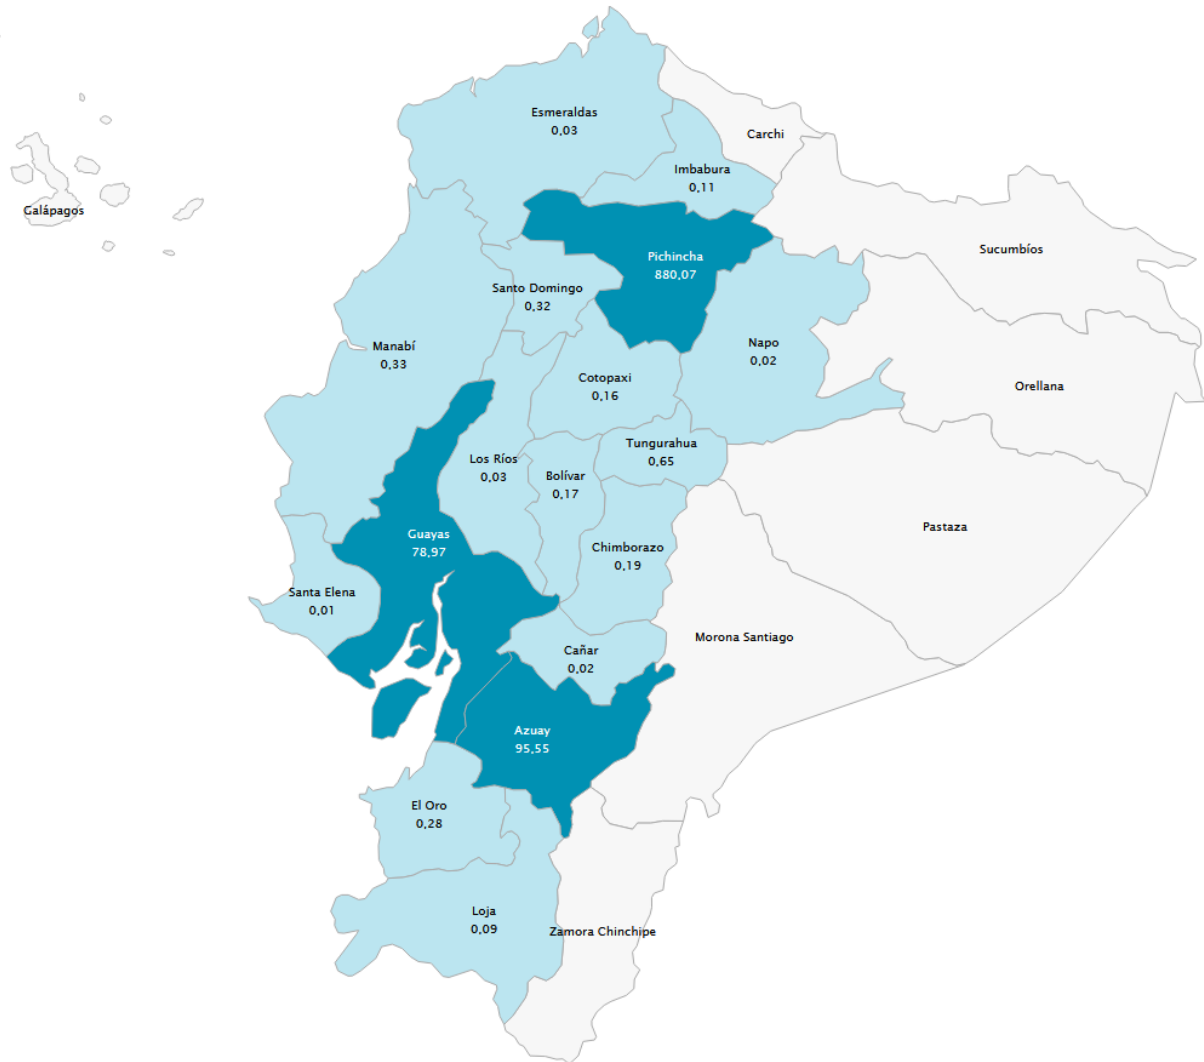 Esmeraldas
0,03
Carchi
Imbabura
0,11
Galápagos
Sucumbíos
Pichincha
880,07
Santo Domingo
0,32
Manabí
0,33
Napo
0,02
Cotopaxi
0,16
Orellana
Tungurahua
0,65
Los Ríos
0,03
Bolívar
0,17
Pastaza
Guayas
78,97
Chimborazo
0,19
Santa Elena
0,01
Morona Santiago
Cañar
0,02
Azuay
95,55
El Oro
0,28
Loja
0,09
Zamora Chinchipe